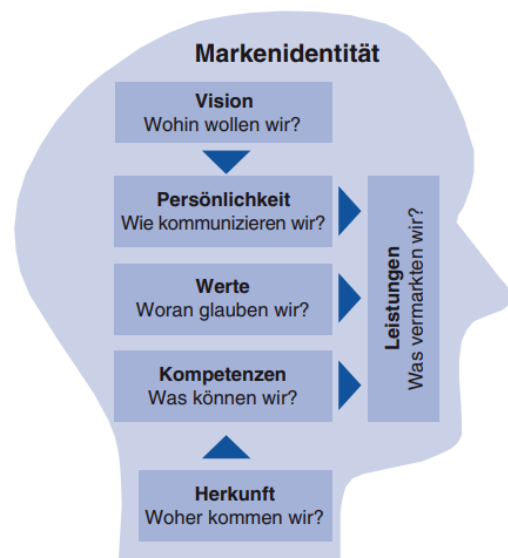 Markenidentität
Vision
Wohin wollen wir?
Persönlichkeit
Wie kommunizieren wir?
Werte
Woran glauben wir?
Kompetenzen
Was können wir?
Herkunft
Woher kommen wir?
Leistungen
Was vermarkten wir?